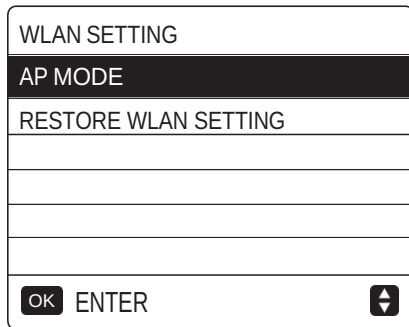 WLAN SETTING
AP MODE
RESTORE WLAN SETTING
OK ENTER